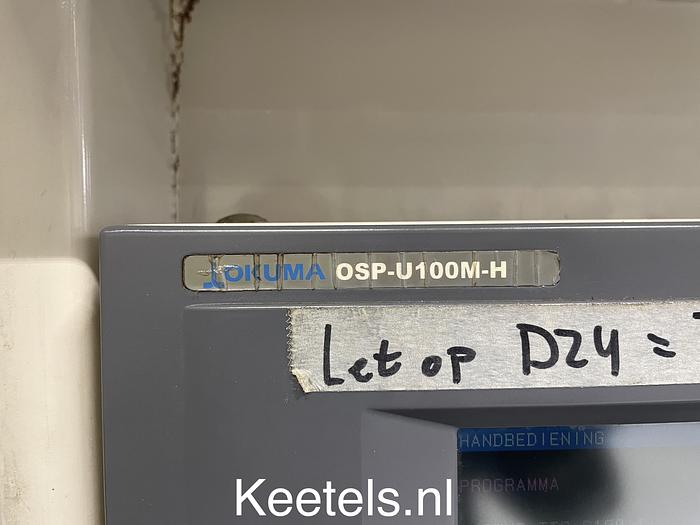 OKUMA OSP-U100M-H
Let op D24 =
HANDBEDIENING
PROGRAMMA
Keetels.nl